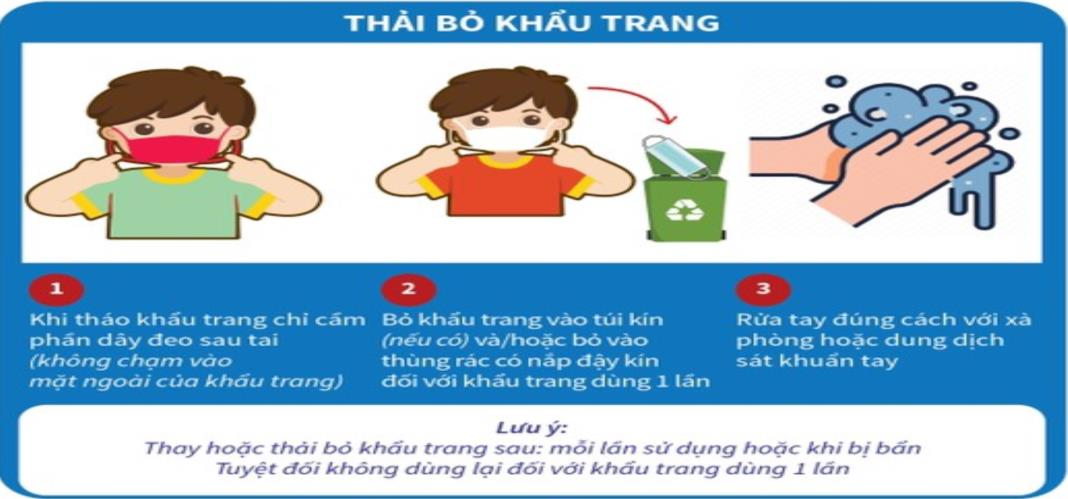 THẢI BỎ KHẨU TRANG
1
Khi tháo khẩu trang chỉ cầm
phần dây đeo sau tai
(không chạm vào
mặt ngoài của khẩu trang)
2
Bỏ khẩu trang vào túi kín
(nếu có) và/hoặc bỏ vào
thùng rác có nắp đậy kín
đối với khẩu trang dùng 1 lần
3
Rửa tay đúng cách với xà
phòng hoặc dung dịch
sát khuẩn tay
Lưu ý:
Thay hoặc thải bỏ khẩu trang sau: mỗi lần sử dụng hoặc khi bị bẩn
Tuyệt đối không dùng lại đối với khẩu trang dùng 1 lần